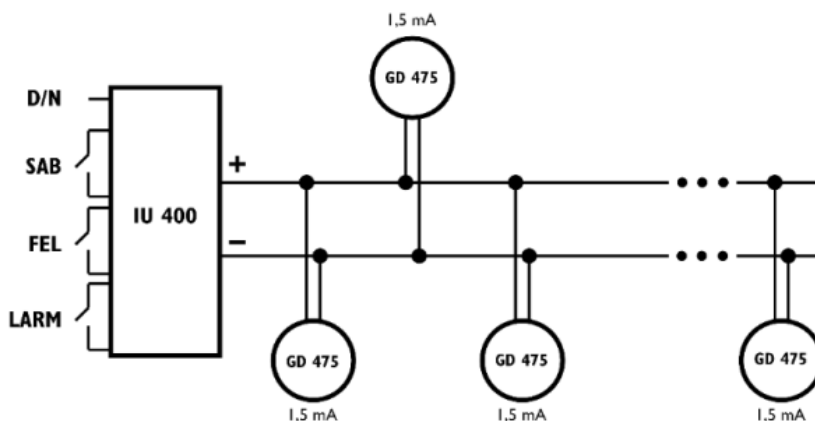 1,5 mA
GD 475
D/N
SAB
FEL
LARM
IU 400
+
–
GD 475
GD 475
GD 475
1,5 mA
1,5 mA
1,5 mA